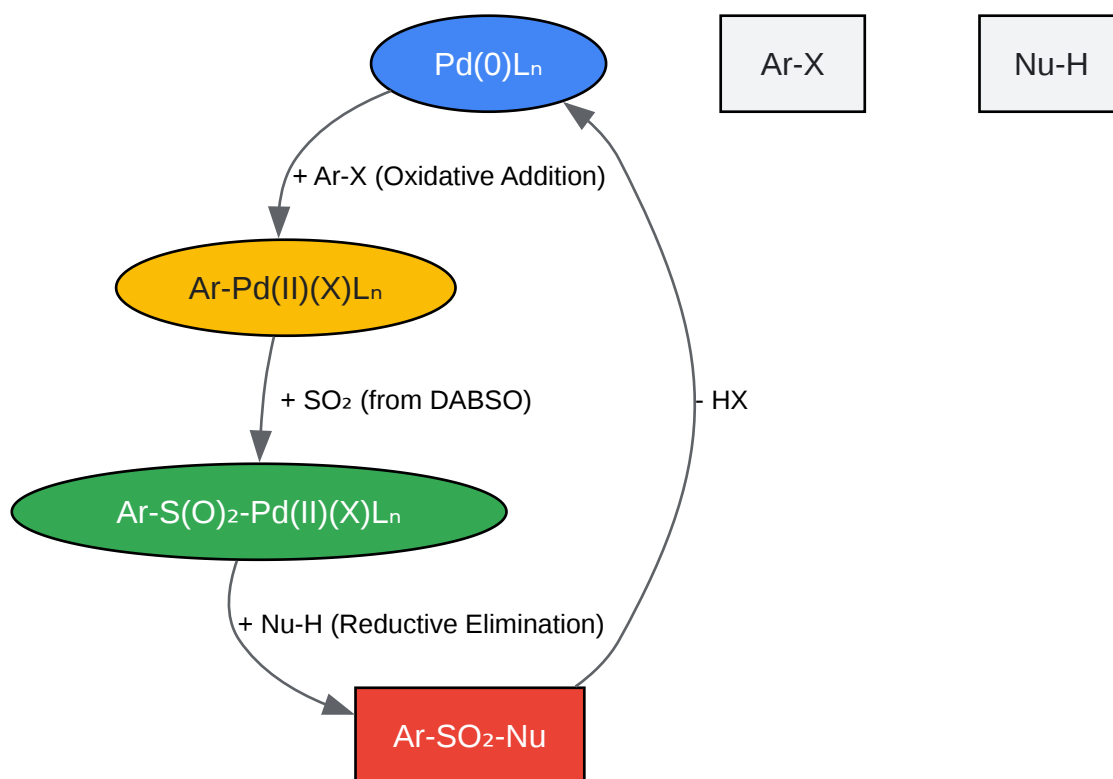 Pd(0)Lₙ
Ar-X
Nu-H
+ Ar-X (Oxidative Addition)
Ar-Pd(II)(X)Lₙ
+ SO₂ (from DABSO)
- HX
Ar-S(O)₂-Pd(II)(X)Lₙ
+ Nu-H (Reductive Elimination)
Ar-SO₂-Nu